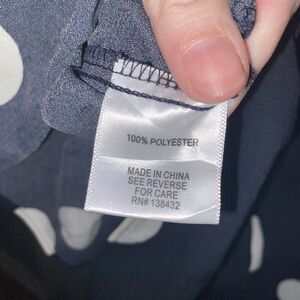 100% POLYESTER
MADE IN CHINA
SEE REVERSE
FOR CARE
RN# 138432